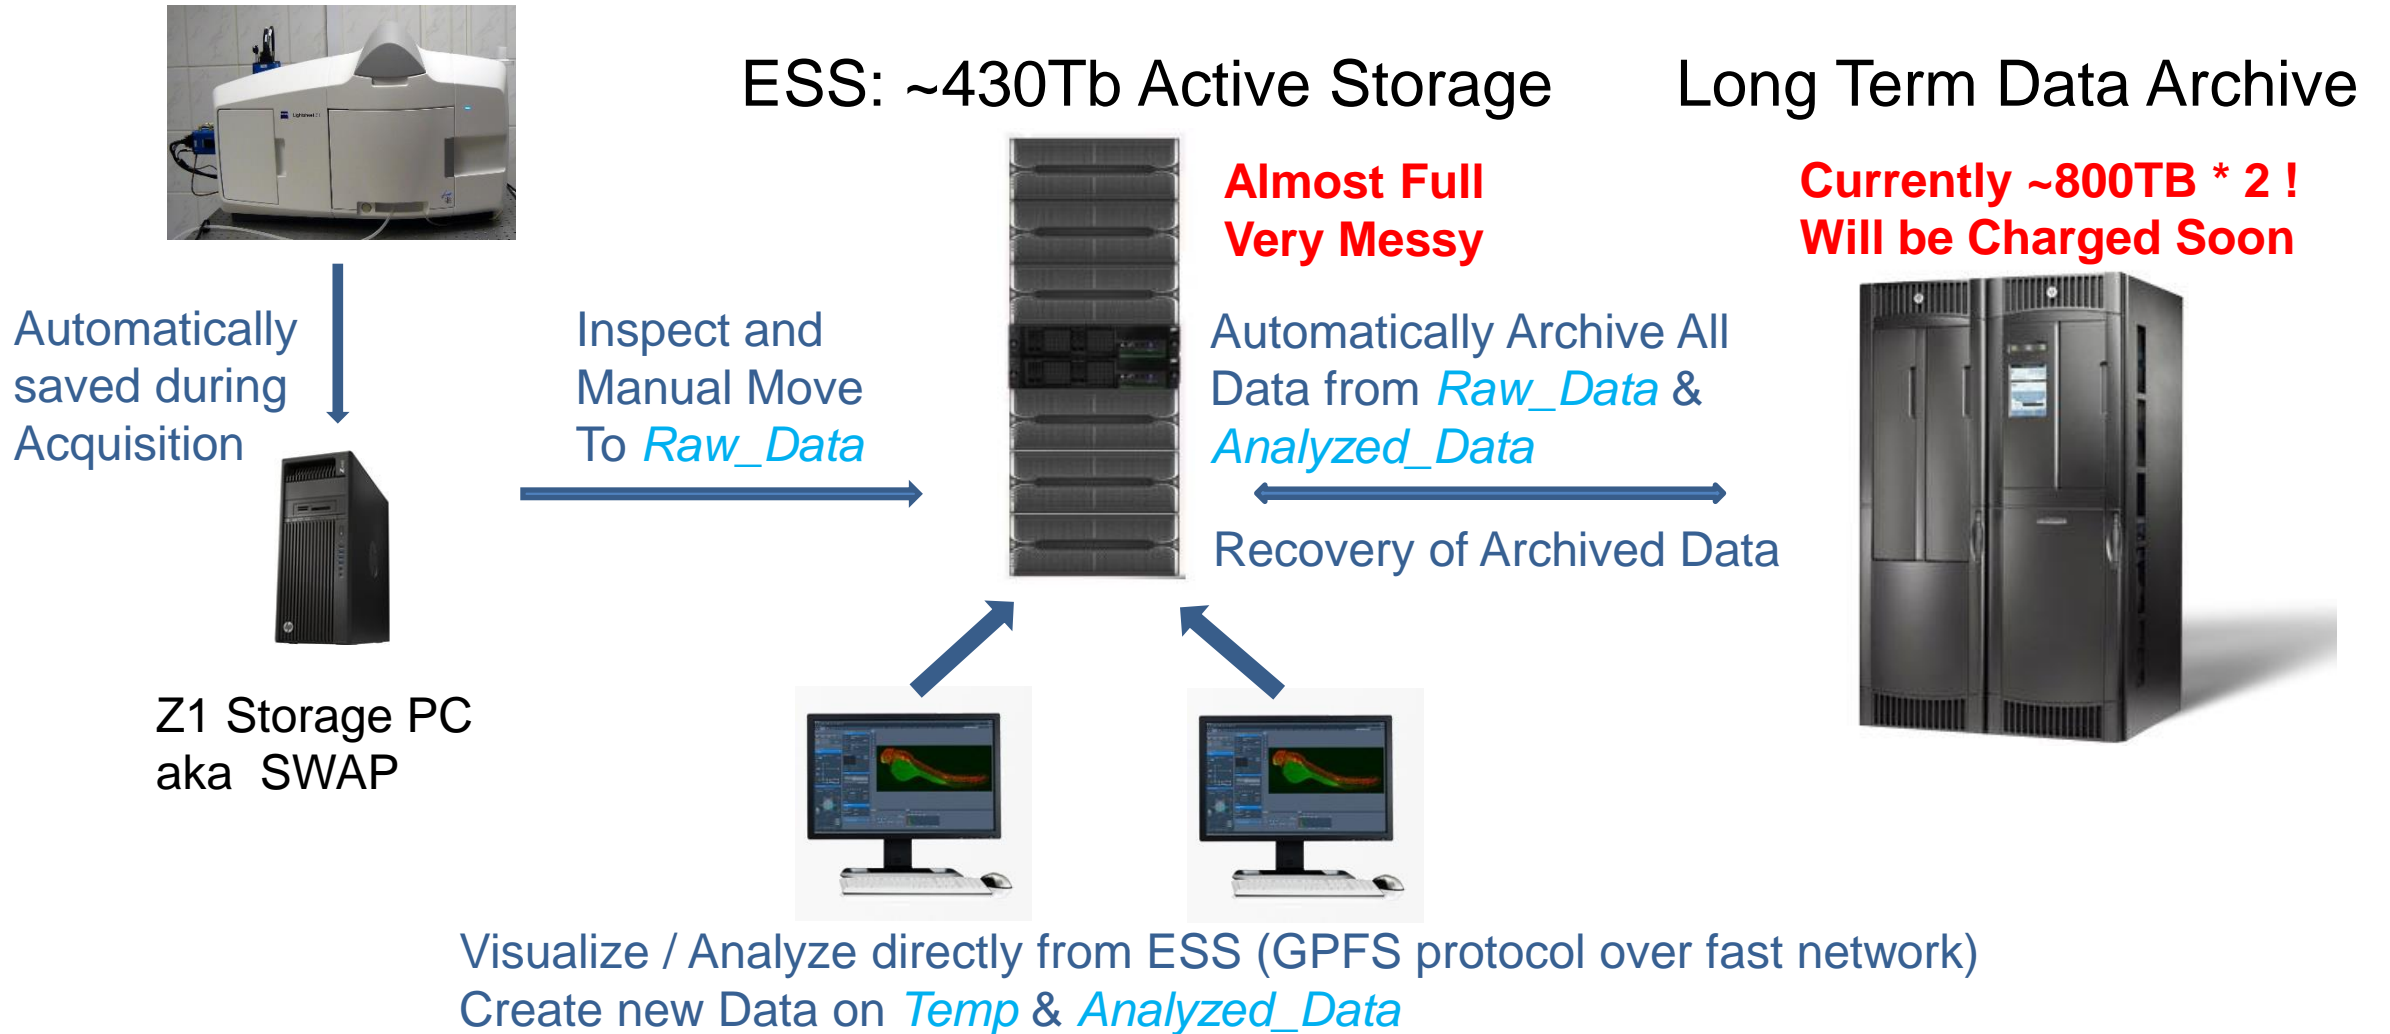 ESS: ~430Tb Active Storage
Long Term Data Archive
Almost Full
Very Messy
Currently ~800TB * 2 !
Will be Charged Soon
Automatically
saved during
Acquisition
Inspect and
Manual Move
To Raw_Data
Automatically Archive All
Data from Raw_Data &
Analyzed_Data
Recovery of Archived Data
Z1 Storage PC
aka SWAP
Visualize / Analyze directly from ESS (GPFS protocol over fast network)
Create new Data on Temp & Analyzed_Data